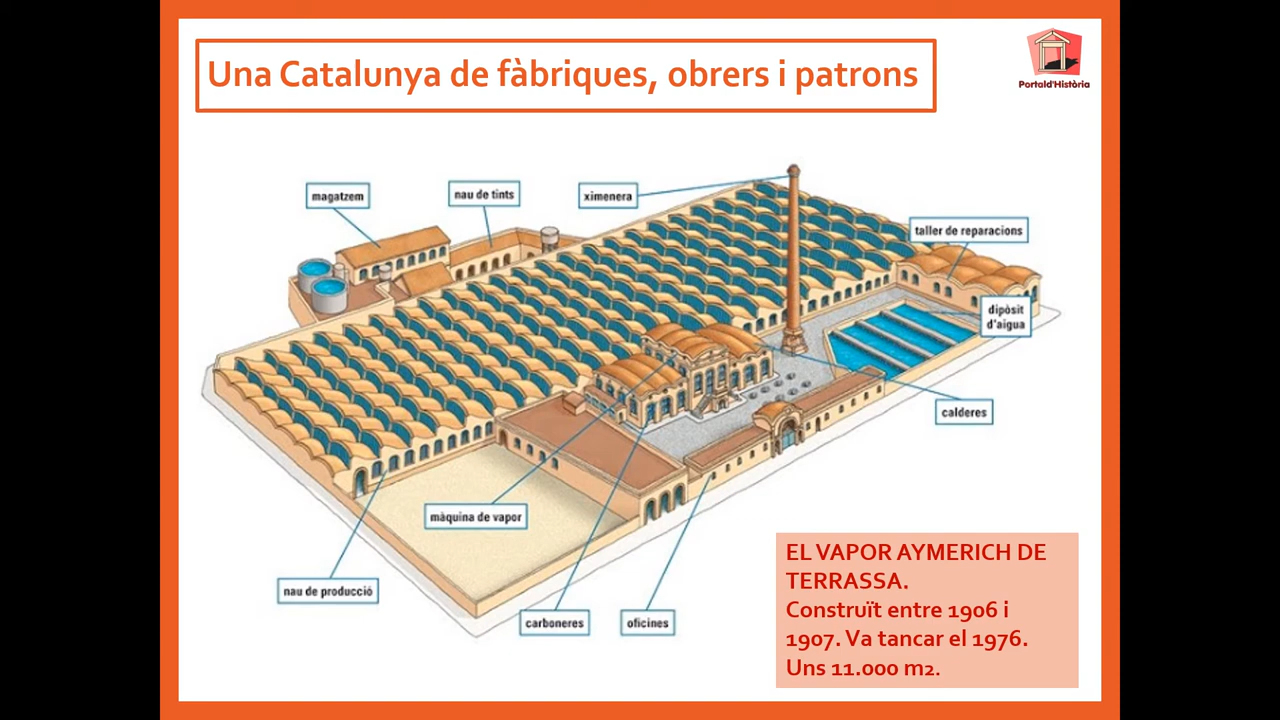 Una Catalunya de fàbriques, obrers i patrons
Portald'Història
magatzem
nau de tints
ximenera
taller de reparacions
dipòsit
d'aigua
calderes
màquina de vapor
nau de producció
carboneres
oficines
EL VAPOR AYMERICH DE
TERRASSA.
Construït entre 1906 i
1907. Va tancar el 1976.
Uns 11.000 m2.